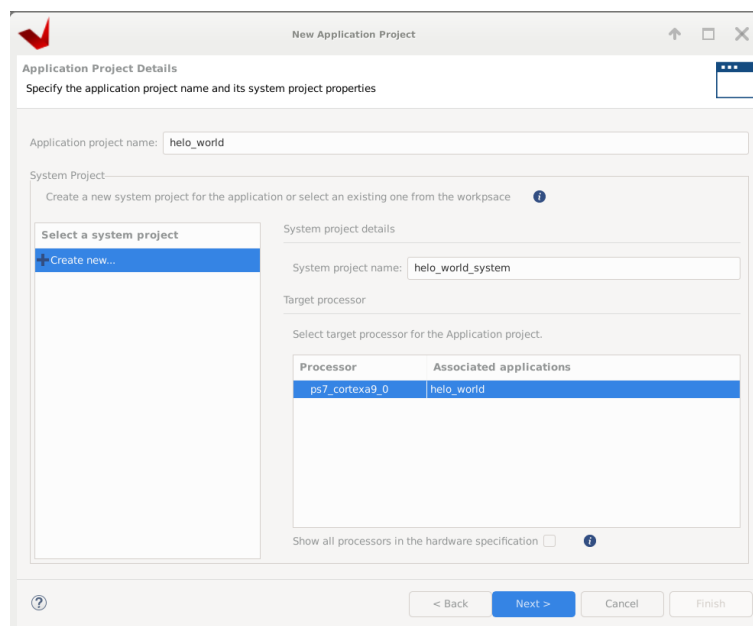 New Application Project
Application Project Details
Specify the application project name and its system project properties
Application project name: helo_world
System Project
Create a new system project for the application or select an existing one from the workpsace
Select a system project
Create new...
System project details
System project name: helo_world_system
Target processor
Select target processor for the Application project.
Processor Associated applications
ps7_cortexa9_0 helo_world
Show all processors in the hardware specification
< Back Next > Cancel Finish